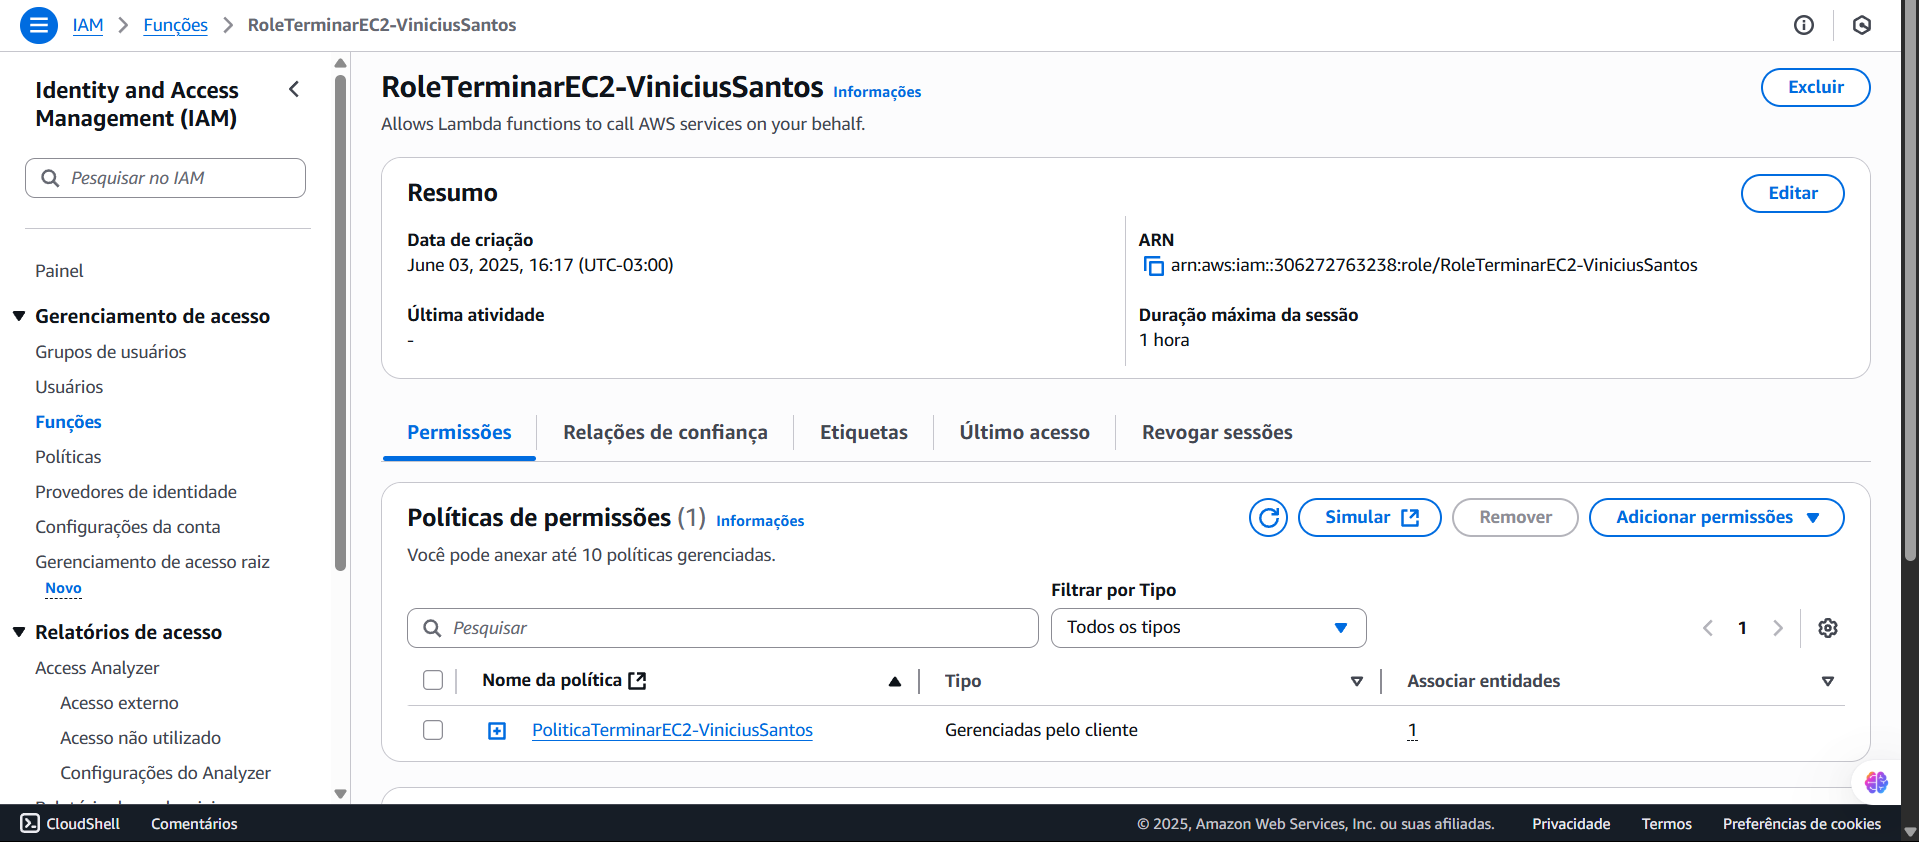 IAM > Funções > RoleTerminarEC2-ViniciusSantos
Identity and Access
Management (IAM)
Pesquisar no IAM
Painel
Gerenciamento de acesso
Grupos de usuários
Usuários
Funções
Políticas
Provedores de identidade
Configurações da conta
Gerenciamento de acesso raiz
Novo
Relatórios de acesso
Access Analyzer
Acesso externo
Acesso não utilizado
Configurações do Analyzer
RoleTerminarEC2-ViniciusSantos Informações
Excluir
Allows Lambda functions to call AWS services on your behalf.
Resumo
Editar
Data de criação
June 03, 2025, 16:17 (UTC-03:00)
ARN
arn:aws:iam::306272763238:role/RoleTerminarEC2-ViniciusSantos
Última atividade
-
Duração máxima da sessão
1 hora
Permissões
Relações de confiança
Etiquetas
Último acesso
Revogar sessões
Políticas de permissões (1) Informações
Simular
Remover
Adicionar permissões
Você pode anexar até 10 políticas gerenciadas.
Filtrar por Tipo
Pesquisar
Todos os tipos
1
Nome da política
Tipo
Associar entidades
PoliticaTerminarEC2-ViniciusSantos
Gerenciadas pelo cliente
1
CloudShell
Comentários
© 2025, Amazon Web Services, Inc. ou suas afiliadas.
Privacidade
Termos
Preferências de cookies